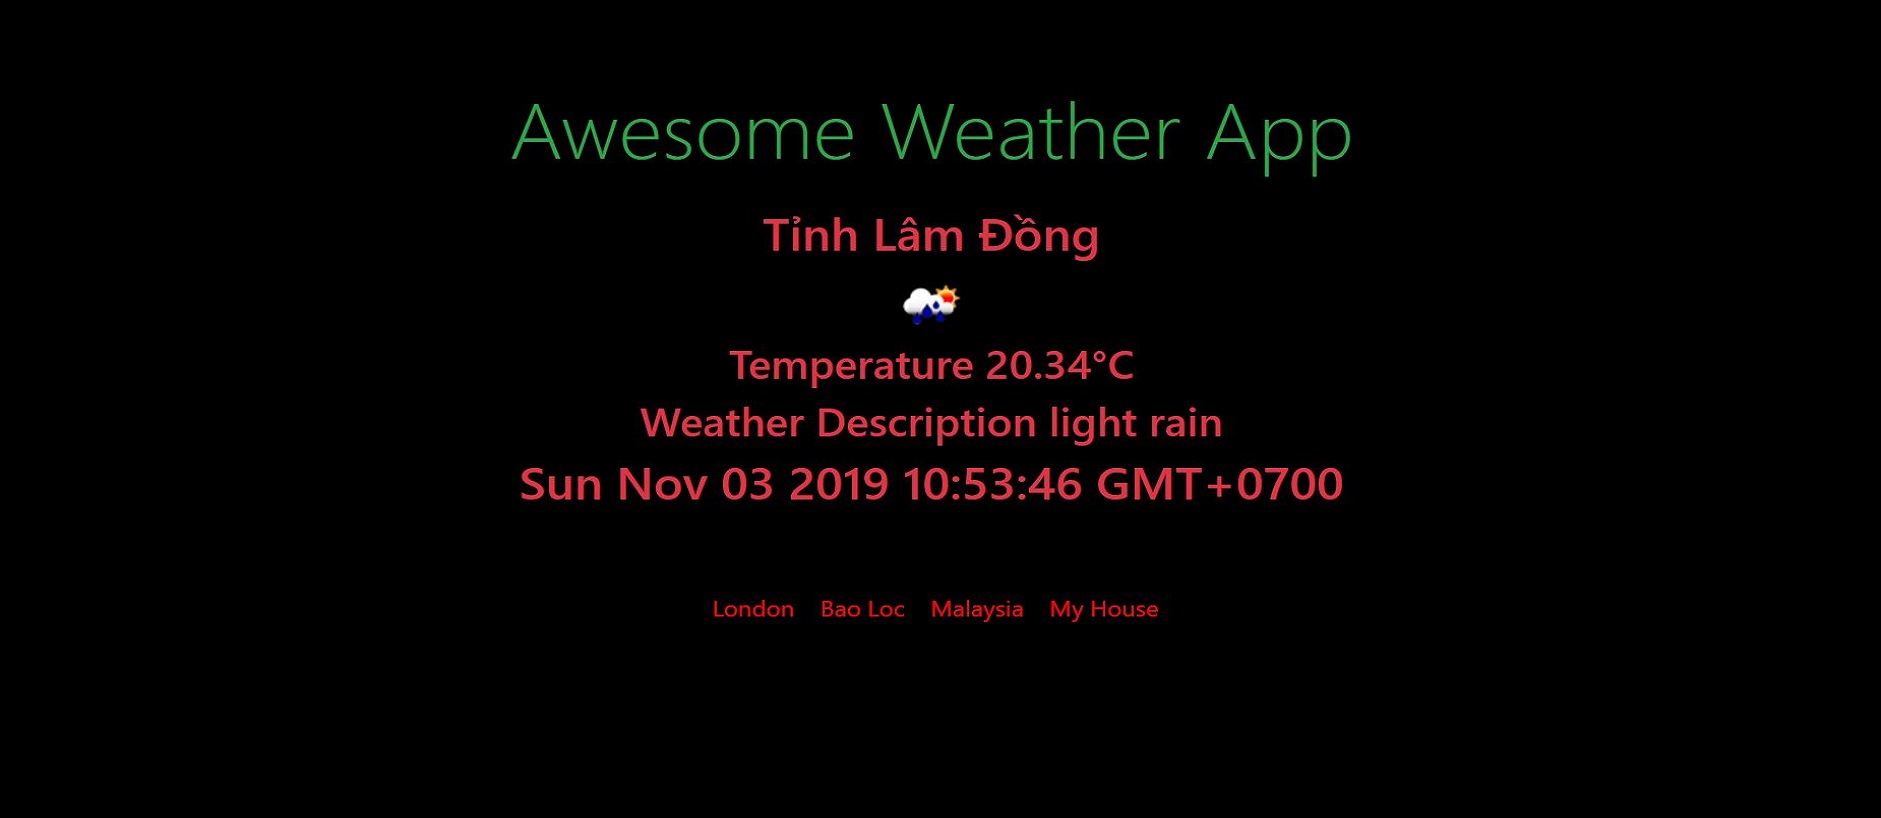 Awesome Weather App
Tỉnh Lâm Đồng
Temperature 20.34°C
Weather Description light rain
Sun Nov 03 2019 10:53:46 GMT+0700
London Bao Loc Malaysia My House